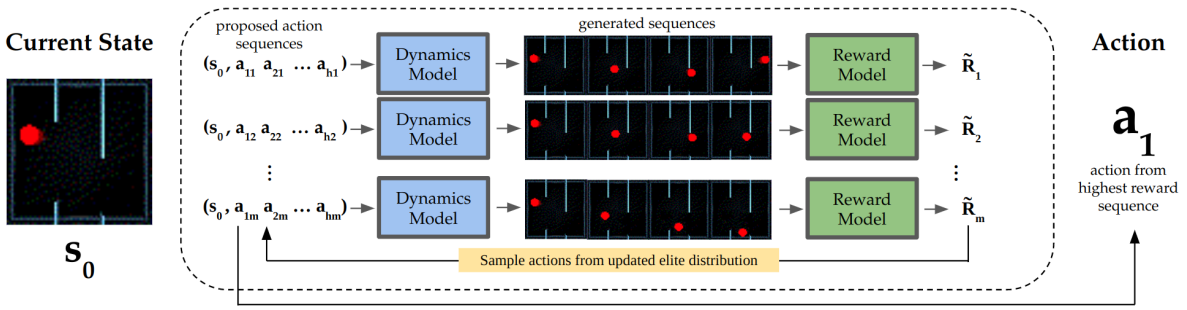 Current State
s0
proposed action
sequences
generated sequences
(s0, a11 a21 ... ah1)
Dynamics
Model
Reward
Model
R̃1
(s0, a12 a22 ... ah2)
Dynamics
Model
Reward
Model
R̃2
⋮
⋮
(s0, a1m a2m ... ahm)
Dynamics
Model
Reward
Model
R̃m
Sample actions from updated elite distribution
Action
a1
action from
highest reward
sequence